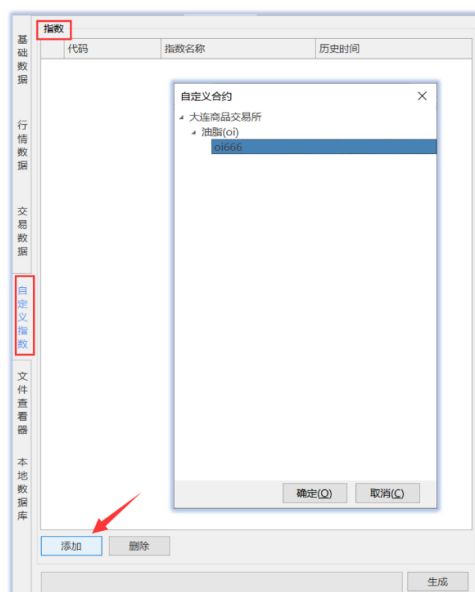 指数
代码 指数名称 历史时间
基础数据
行情数据
交易数据
自定义指数
文件查看器
本地数据库
自定义合约
大连商品交易所
油脂(oi)
oi666
确定(O) 取消(C)
添加 删除
生成